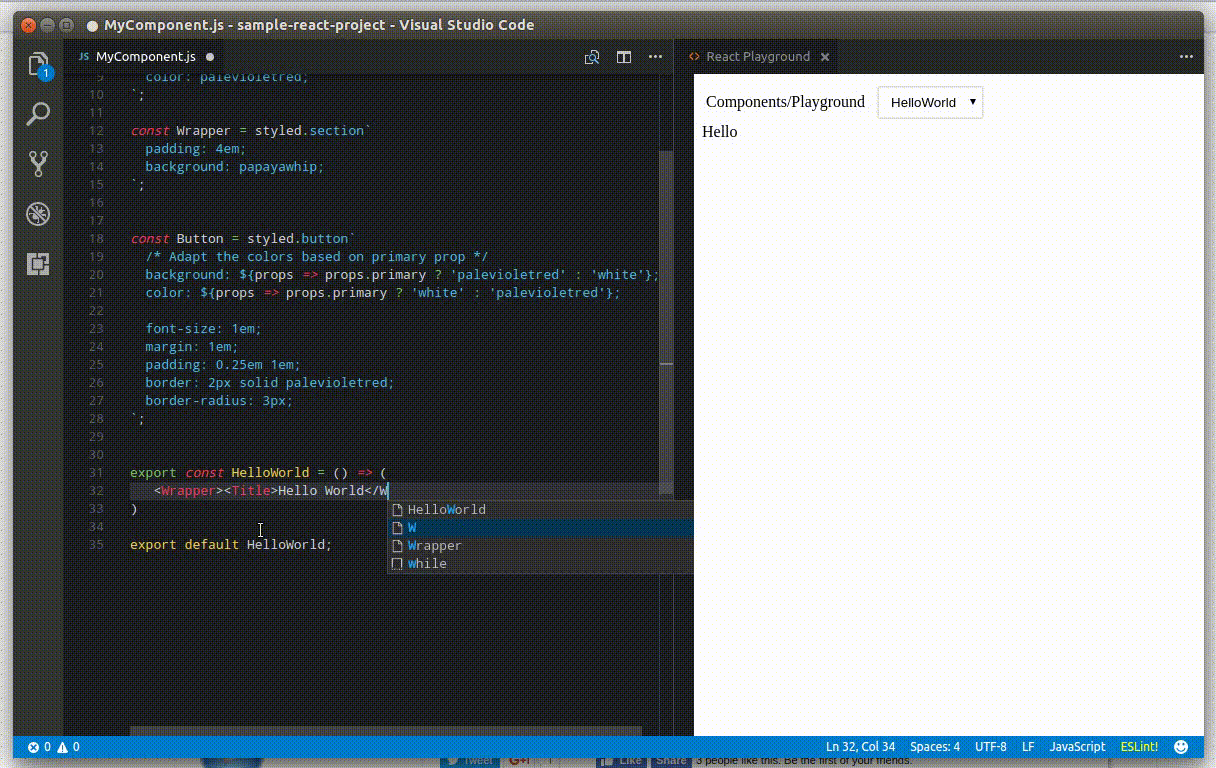 MyComponent.js - sample-react-project - Visual Studio Code
1
JS MyComponent.js
React Playground
9 color: palevioletred;
10 `;
11
12 const Wrapper = styled.section`
13 padding: 4em;
14 background: papayawhip;
15 `;
16
17
18 const Button = styled.button`
19 /* Adapt the colors based on primary prop */
20 background: ${props => props.primary ? 'palevioletred' : 'white'};
21 color: ${props => props.primary ? 'white' : 'palevioletred'};
22
23 font-size: 1em;
24 margin: 1em;
25 padding: 0.25em 1em;
26 border: 2px solid palevioletred;
27 border-radius: 3px;
28 `;
29
30
31 export const HelloWorld = () => (
32 <Wrapper><Title>Hello World</W
33 )
34
35 export default HelloWorld;
HelloWorld
W
Wrapper
while
Components/Playground HelloWorld
Hello
0 0 Ln 32, Col 34 Spaces: 4 UTF-8 LF JavaScript ESLint!
Tweet G+1 1 Like Share 3 people like this. Be the first of your friends.